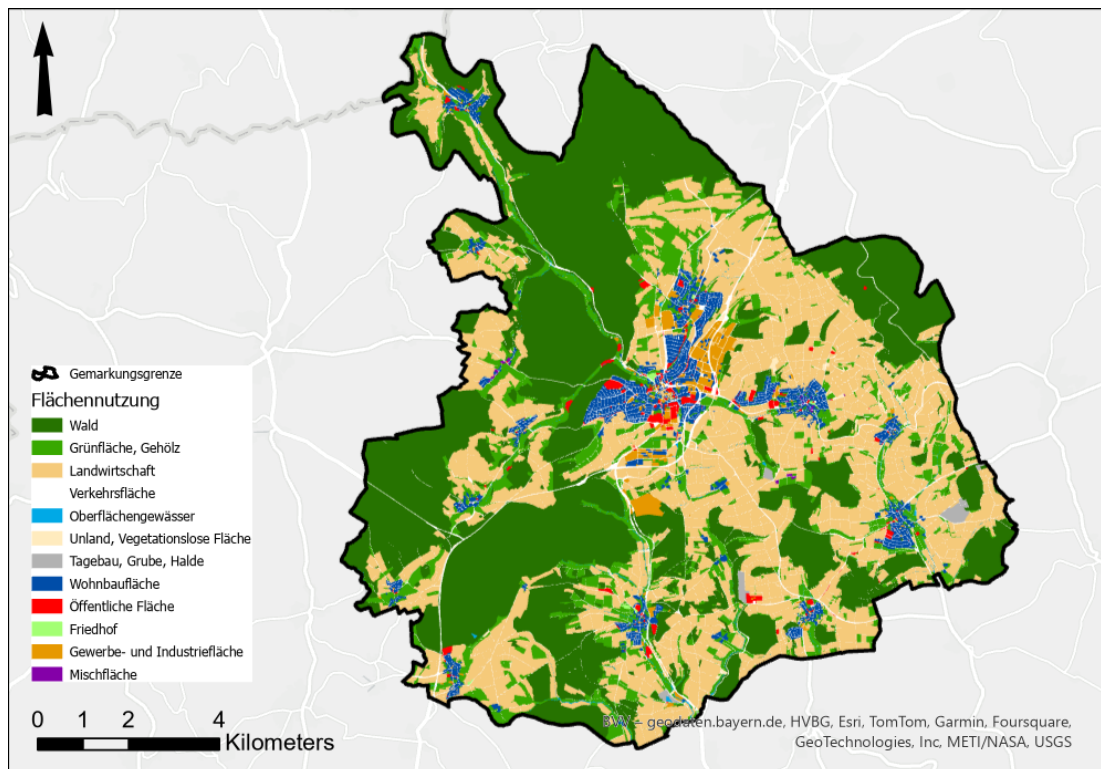 Gemarkungsgrenze
Flächennutzung
Wald
Grünfläche, Gehölz
Landwirtschaft
Verkehrsfläche
Oberflächengewässer
Unland, Vegetationslose Fläche
Tagebau, Grube, Halde
Wohnbaufläche
Öffentliche Fläche
Friedhof
Gewerbe- und Industriefläche
Mischfläche
0 1 2 4
Kilometers
BVV – geodaten.bayern.de, HVBG, Esri, TomTom, Garmin, Foursquare,
GeoTechnologies, Inc, METI/NASA, USGS